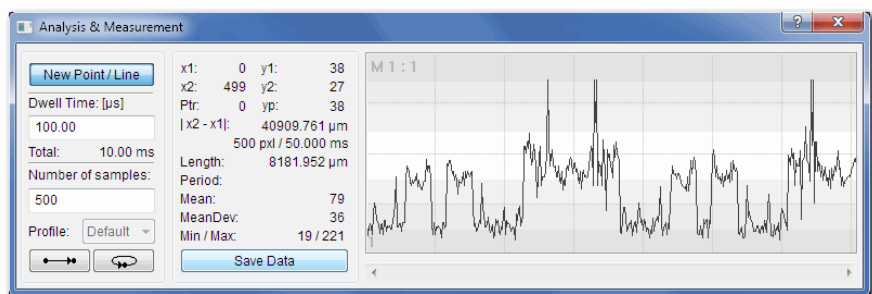 Analysis & Measurement
New Point / Line
Dwell Time: [µs]
100.00
Total: 10.00 ms
Number of samples:
500
Profile: Default
x1: 0 y1: 38
x2: 499 y2: 27
Ptr: 0 yp: 38
| x2 - x1|: 40909.761 µm
500 pxl / 50.000 ms
Length: 8181.952 µm
Period:
Mean: 79
MeanDev: 36
Min / Max: 19 / 221
Save Data
M 1 : 1
1